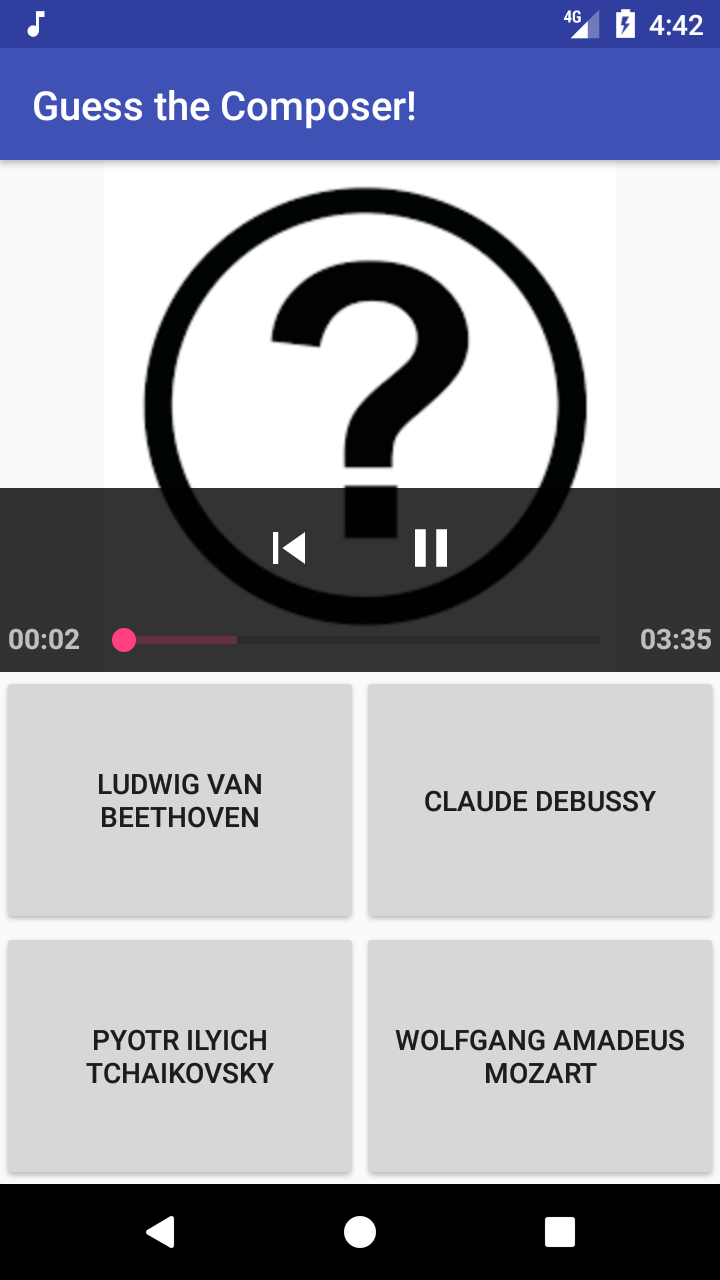 4G 4:42
Guess the Composer!
?
00:02 03:35
LUDWIG VAN
BEETHOVEN
CLAUDE DEBUSSY
PYOTR ILYICH
TCHAIKOVSKY
WOLFGANG AMADEUS
MOZART